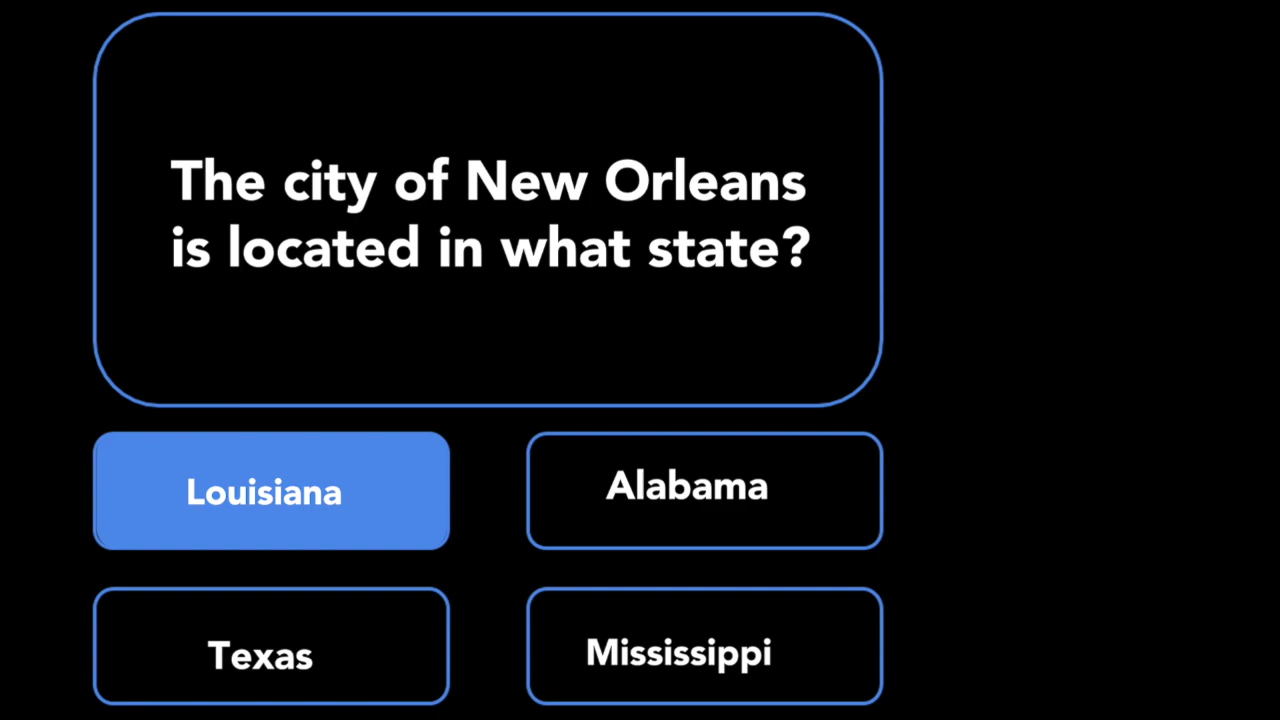 The city of New Orleans
is located in what state?
Louisiana
Alabama
Texas
Mississippi